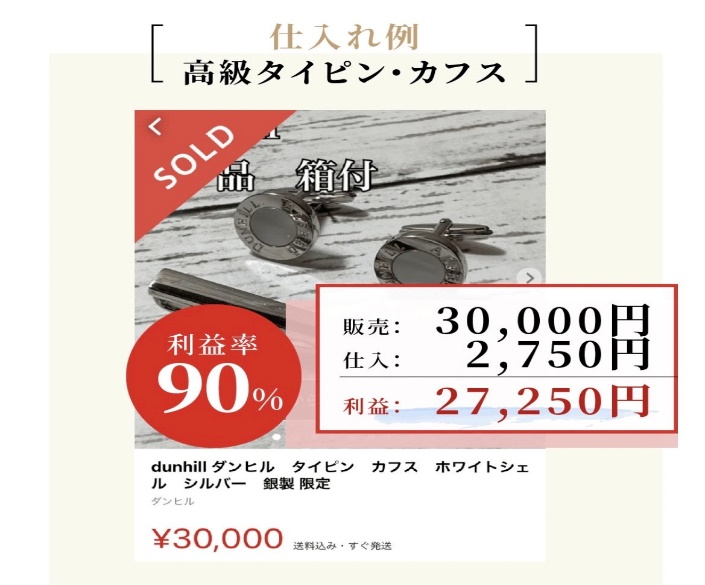 仕入れ例
高級タイピン・カフス
SOLD
品 箱付
DUNHILL
利益率
90%
販売: 30,000円
仕入: 2,750円
利益: 27,250円
dunhill ダンヒル タイピン カフス ホワイトシェ
ル シルバー 銀製 限定
ダンヒル
¥30,000 送料込み・すぐ発送